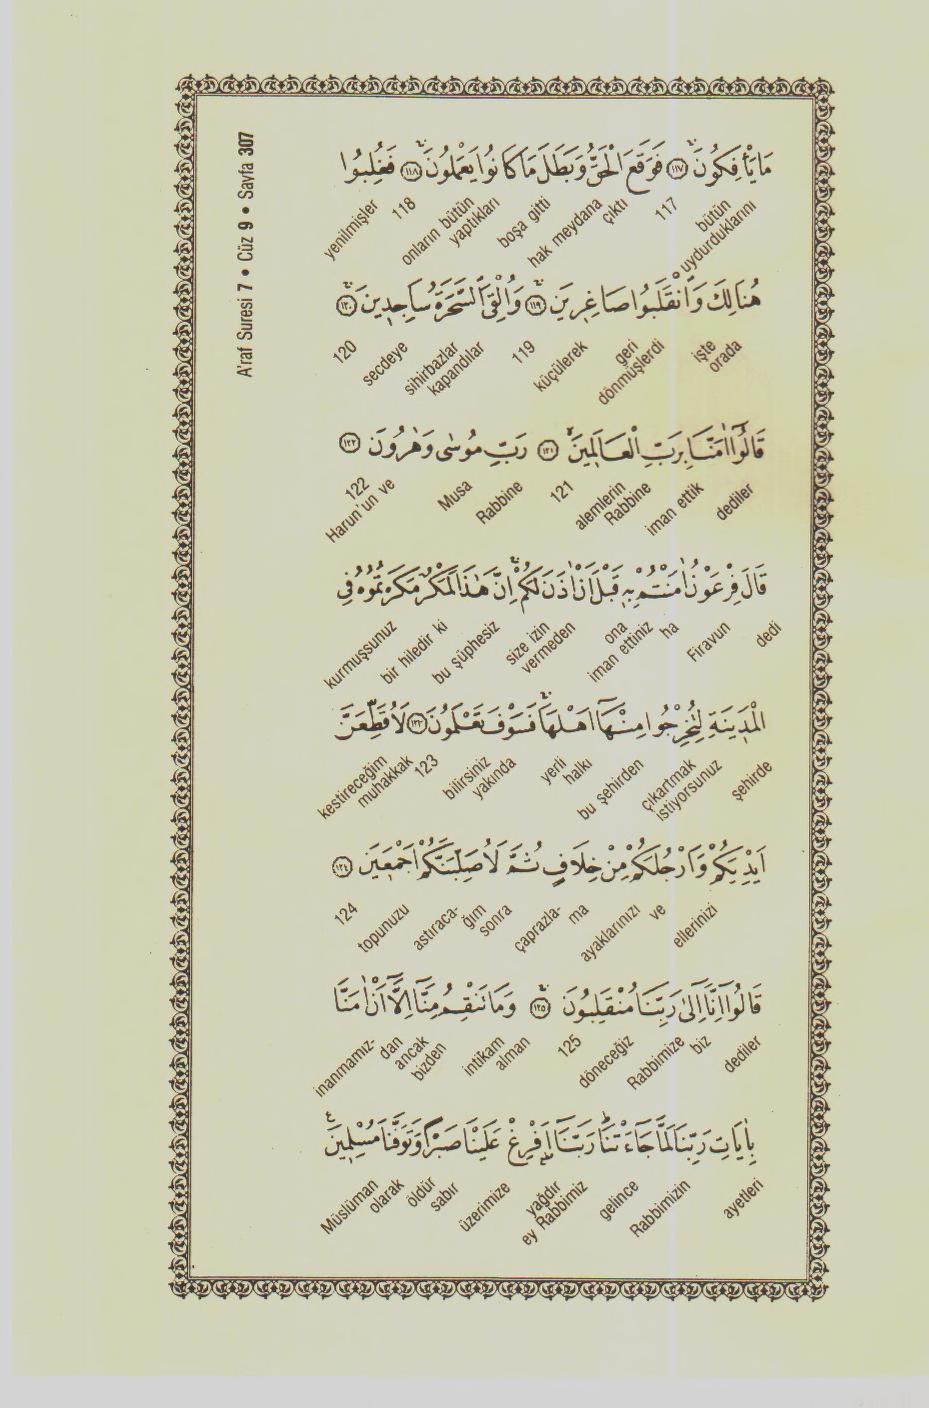 A'raf Suresi 7 • Cüz 9 • Sayfa 307
مَا يَأْفِكُونَ ﴿١١٧﴾ فَوَقَعَ الْحَقُّ وَبَطَلَ مَا كَانُوا يَعْمَلُونَ ﴿١١٨﴾ فَغُلِبُوا
bütün uydurduklarını 117 hak meydana çıktı boşa gitti onların bütün yaptıkları 118 yenilmişler
هُنَالِكَ وَانْقَلَبُوا صَاغِرِينَ ﴿١١٩﴾ وَاُلْقِيَ السَّحَرَةُ سَاجِدِينَ ﴿١٢٠﴾
işte orada geri dönmüşlerdi küçülerek 119 sihirbazlar kapandılar secdeye 120
قَالُٓوا اٰمَنَّا بِرَبِّ الْعَالَمِينَ ﴿١٢١﴾ رَبِّ مُوسٰى وَهٰرُونَ ﴿١٢٢﴾
dediler iman ettik alemlerin Rabbine 121 Rabbine Musa Harun'un ve 122
قَالَ فِرْعَوْنُ اٰمَنْتُمْ بِهِ قَبْلَ اَنْ اٰذَنَ لَكُمْ اِنَّ هٰذَا لَمَكْرٌ مَكَرْتُمُوهُ فِي
dedi Firavun ha iman ettiniz ona size izin vermeden bu şüphesiz bir hiledir ki kurmuşsunuz
الْمَدِينَةِ لِتُخْرِجُوا مِنْهَٓا اَهْلَهَا فَسَوْفَ تَعْلَمُونَ ﴿١٢٣﴾ لَاُقَطِّعَنَّ
şehirde çıkartmak istiyorsunuz bu şehirden yerli halkı bilirsiniz yakında 123 kestireceğim muhakkak
اَيْدِيَكُمْ وَاَرْجُلَكُمْ مِنْ خِلَافٍ ثُمَّ لَاُصَلِّبَنَّكُمْ اَجْمَعِينَ ﴿١٢٤﴾
ellerinizi ve ayaklarınızı çaprazla- ma sonra astıraca- ğım topunuzu 124
قَالُٓوا اِنَّٓا اِلٰى رَبِّنَا مُنْقَلِبُونَ ﴿١٢٥﴾ وَمَا تَنْقِمُ مِنَّٓا اِلَّٓا اَنْ اٰمَنَّا
dediler biz Rabbimize döneceğiz 125 intikam alman bizden ancak inanmamız- dan
بِاٰيَاتِ رَبِّنَا لَمَّا جَٓاءَتْنَا رَبَّنَٓا اَفْرِغْ عَلَيْنَا صَبْرًا وَتَوَفَّنَا مُسْلِمِينَ
ayetleri Rabbimizin gelince ey Rabbimiz yağdır üzerimize sabır öldür Müslüman olarak